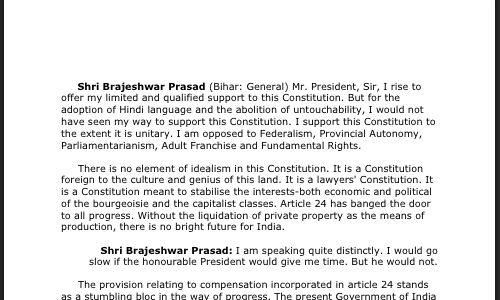 Shri Brajeshwar Prasad (Bihar: General) Mr. President, Sir, I rise to
offer my limited and qualified support to this Constitution. But for the
adoption of Hindi language and the abolition of untouchability, I would not
have seen my way to support this Constitution. I support this Constitution to
the extent it is unitary. I am opposed to Federalism, Provincial Autonomy,
Parliamentarianism, Adult Franchise and Fundamental Rights.
There is no element of idealism in this Constitution. It is a Constitution
foreign to the culture and genius of this land. It is a lawyers' Constitution. It
is a Constitution meant to stabilise the interests-both economic and political
of the bourgeoisie and the capitalist classes. Article 24 has banged the door
to all progress. Without the liquidation of private property as the means of
production, there is no bright future for India.
Shri Brajeshwar Prasad: I am speaking quite distinctly. I would go
slow if the honourable President would give me time. But he would not.
The provision relating to compensation incorporated in article 24 stands
as a stumbling bloc in the way of progress. The present Government of India